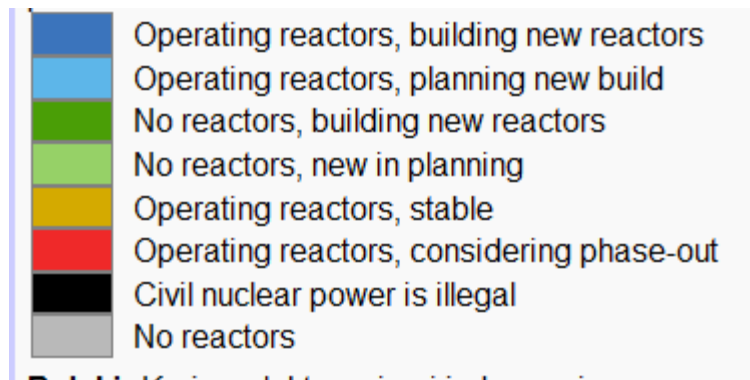 Operating reactors, building new reactors
Operating reactors, planning new build
No reactors, building new reactors
No reactors, new in planning
Operating reactors, stable
Operating reactors, considering phase-out
Civil nuclear power is illegal
No reactors